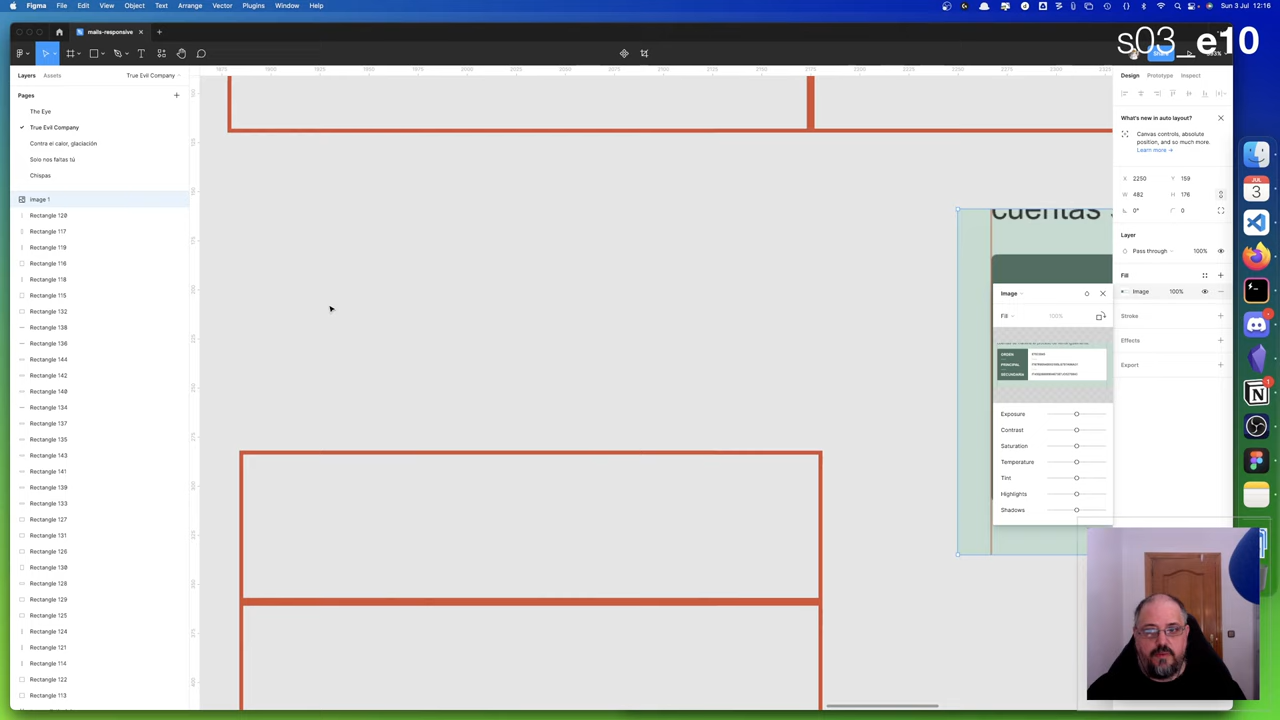 Figma File Edit View Object Text Arrange Vector Plugins Window Help
Sun 3 Jul 12:16
s03_e10
mails-responsive
Share
Layers Assets True Evil Company
Design Prototype Inspect
Pages
The Eye
True Evil Company
Contra el calor, glaciación
Solo nos faltas tú
Chispas
image 1
Rectangle 120
Rectangle 117
Rectangle 119
Rectangle 116
Rectangle 118
Rectangle 115
Rectangle 132
Rectangle 138
Rectangle 136
Rectangle 144
Rectangle 142
Rectangle 140
Rectangle 134
Rectangle 137
Rectangle 135
Rectangle 143
Rectangle 141
Rectangle 139
Rectangle 133
Rectangle 127
Rectangle 131
Rectangle 126
Rectangle 130
Rectangle 128
Rectangle 129
Rectangle 125
Rectangle 124
Rectangle 121
Rectangle 114
Rectangle 122
Rectangle 113
cuentas
What's new in auto layout?
Canvas controls, absolute
position, and so much more.
Learn more →
X 2250 Y 159
W 482 H 176
0° 0
Layer
Pass through 100%
Fill
Image 100%
Stroke
Effects
Export
Image
Fill 100%
ORDEN
PRINCIPAL
SECUNDARIA
Exposure
Contrast
Saturation
Temperature
Tint
Highlights
Shadows
JUL
3